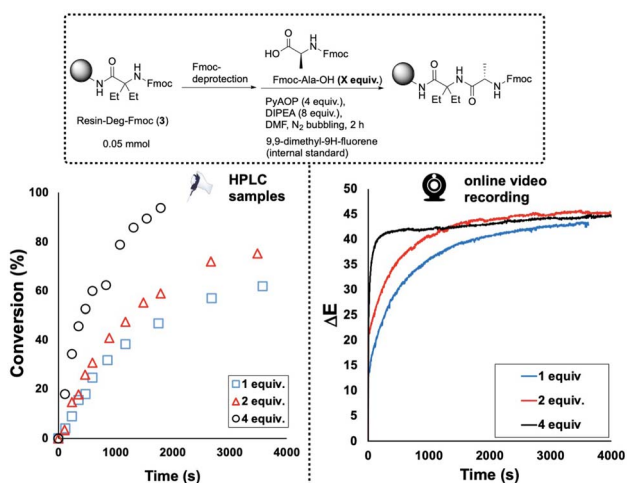 O
N
H
H
N
Fmoc
Et
Et
Resin-Deg-Fmoc (3)
0.05 mmol
Fmoc-
deprotection
O
HO
H
N
Fmoc
Fmoc-Ala-OH (X equiv.)
PyAOP (4 equiv.),
DIPEA (8 equiv.),
DMF, N2 bubbling, 2 h
9,9-dimethyl-9H-fluorene
(internal standard)
O
N
H
H
N
Et
Et
O
N
H
Fmoc
HPLC
samples
Conversion (%)
100
80
60
40
20
0
0
1000
2000
3000
4000
Time (s)
1 equiv.
2 equiv.
4 equiv.
online video
recording
ΔE
50
45
40
35
30
25
20
15
10
5
0
0
1000
2000
3000
4000
Time (s)
1 equiv
2 equiv.
4 equiv